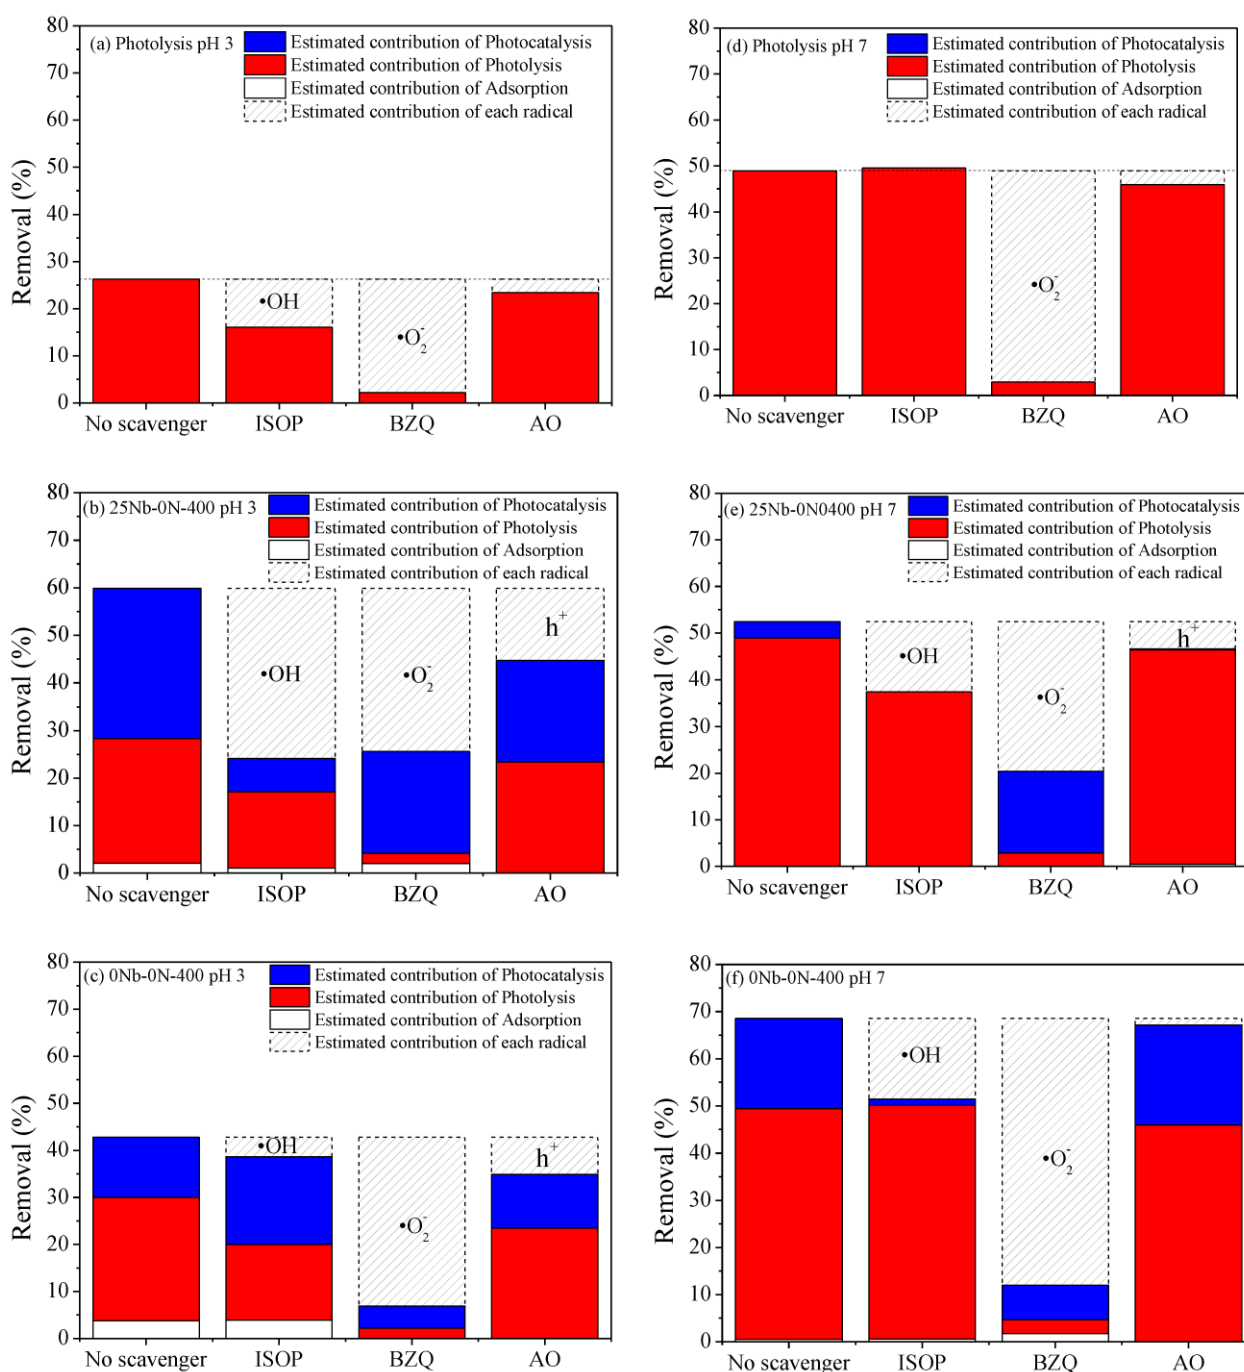 (a) Photolysis pH 3
Estimated contribution of Photocatalysis
Estimated contribution of Photolysis
Estimated contribution of Adsorption
Estimated contribution of each radical
Removal (%)
80
70
60
50
40
30
20
10
0
•OH
•O₂⁻
No scavenger ISOP BZQ AO
(d) Photolysis pH 7
Estimated contribution of Photocatalysis
Estimated contribution of Photolysis
Estimated contribution of Adsorption
Estimated contribution of each radical
Removal (%)
80
70
60
50
40
30
20
10
0
•O₂⁻
No scavenger ISOP BZQ AO
(b) 25Nb-0N-400 pH 3
Estimated contribution of Photocatalysis
Estimated contribution of Photolysis
Estimated contribution of Adsorption
Estimated contribution of each radical
Removal (%)
80
70
60
50
40
30
20
10
0
•OH
•O₂⁻
h⁺
No scavenger ISOP BZQ AO
(e) 25Nb-0N0400 pH 7
Estimated contribution of Photocatalysis
Estimated contribution of Photolysis
Estimated contribution of Adsorption
Estimated contribution of each radical
Removal (%)
80
70
60
50
40
30
20
10
0
•OH
•O₂⁻
h⁺
No scavenger ISOP BZQ AO
(c) 0Nb-0N-400 pH 3
Estimated contribution of Photocatalysis
Estimated contribution of Photolysis
Estimated contribution of Adsorption
Estimated contribution of each radical
Removal (%)
80
70
60
50
40
30
20
10
0
•OH
•O₂⁻
h⁺
No scavenger ISOP BZQ AO
(f) 0Nb-0N-400 pH 7
Removal (%)
80
70
60
50
40
30
20
10
0
•OH
•O₂⁻
No scavenger ISOP BZQ AO